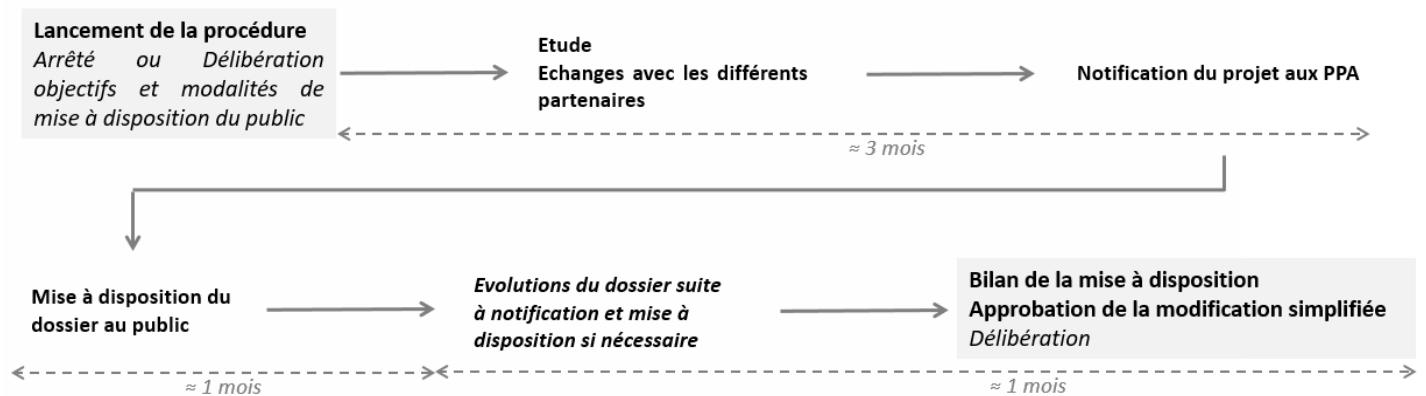 Lancement de la procédure
Arrêté ou Délibération
objectifs et modalités de
mise à disposition du public
Etude
Echanges avec les différents
partenaires
Notification du projet aux PPA
≈ 3 mois
Mise à disposition du
dossier au public
Evolutions du dossier suite
à notification et mise à
disposition si nécessaire
Bilan de la mise à disposition
Approbation de la modification simplifiée
Délibération
≈ 1 mois
≈ 1 mois